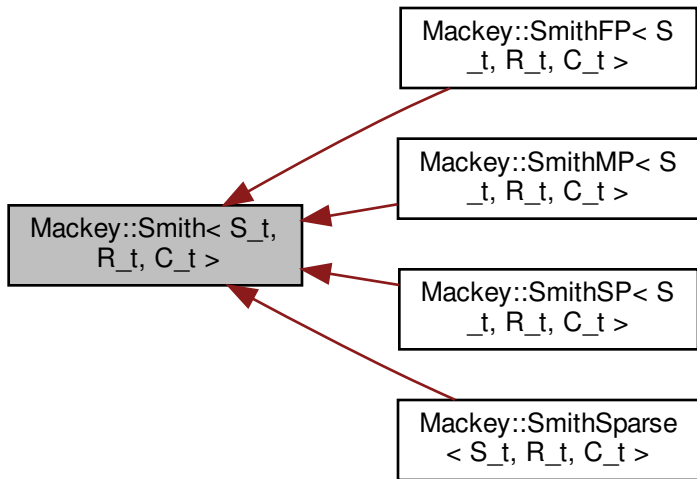 Mackey::SmithFP< S
_t, R_t, C_t >
Mackey::SmithMP< S
_t, R_t, C_t >
Mackey::Smith< S_t,
R_t, C_t >
Mackey::SmithSP< S
_t, R_t, C_t >
Mackey::SmithSparse
< S_t, R_t, C_t >